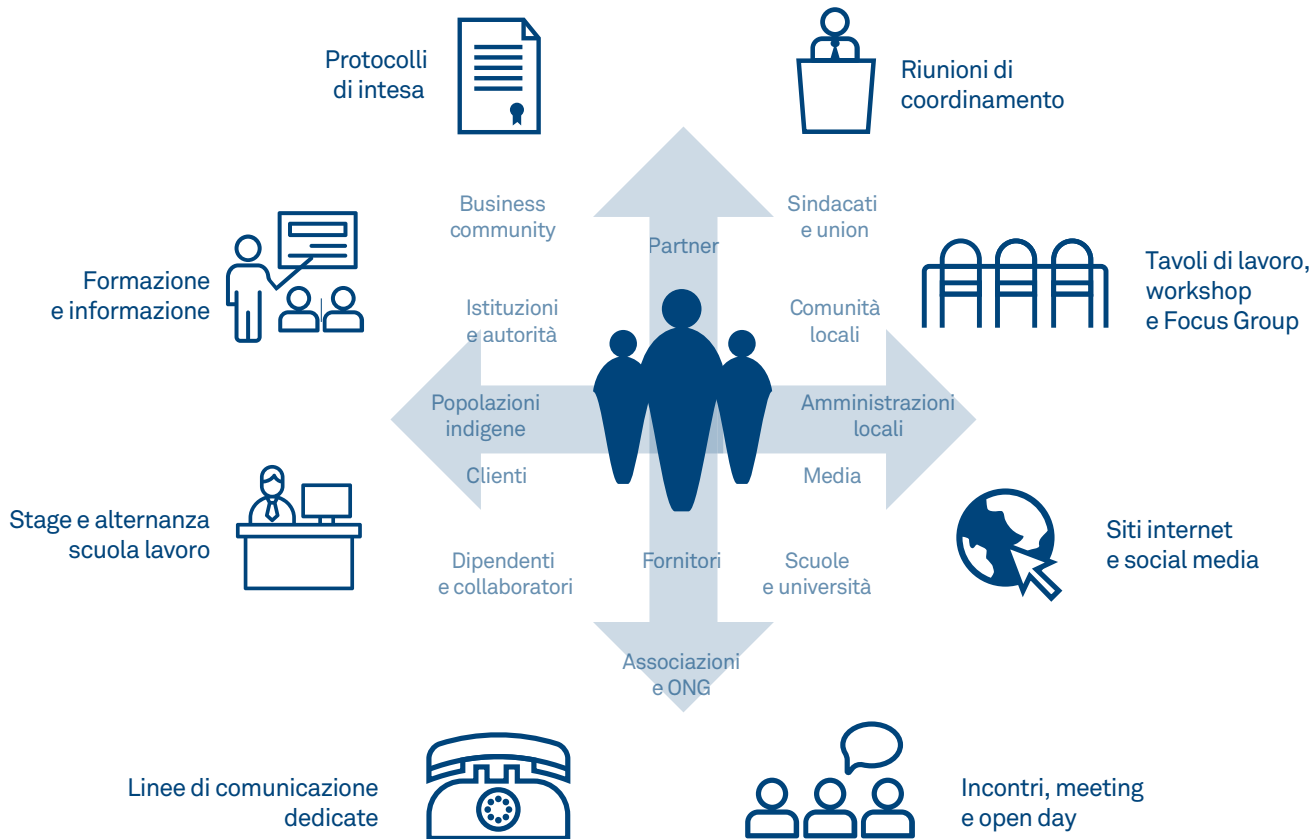 Protocolli
di intesa
Riunioni di
coordinamento
Business
community
Partner
Sindacati
e union
Formazione
e informazione
Tavoli di lavoro,
workshop
e Focus Group
Istituzioni
e autorità
Comunità
locali
Popolazioni
indigene
Amministrazioni
locali
Clienti
Media
Stage e alternanza
scuola lavoro
Siti internet
e social media
Dipendenti
e collaboratori
Fornitori
Scuole
e università
Associazioni
e ONG
Linee di comunicazione
dedicate
Incontri, meeting
e open day